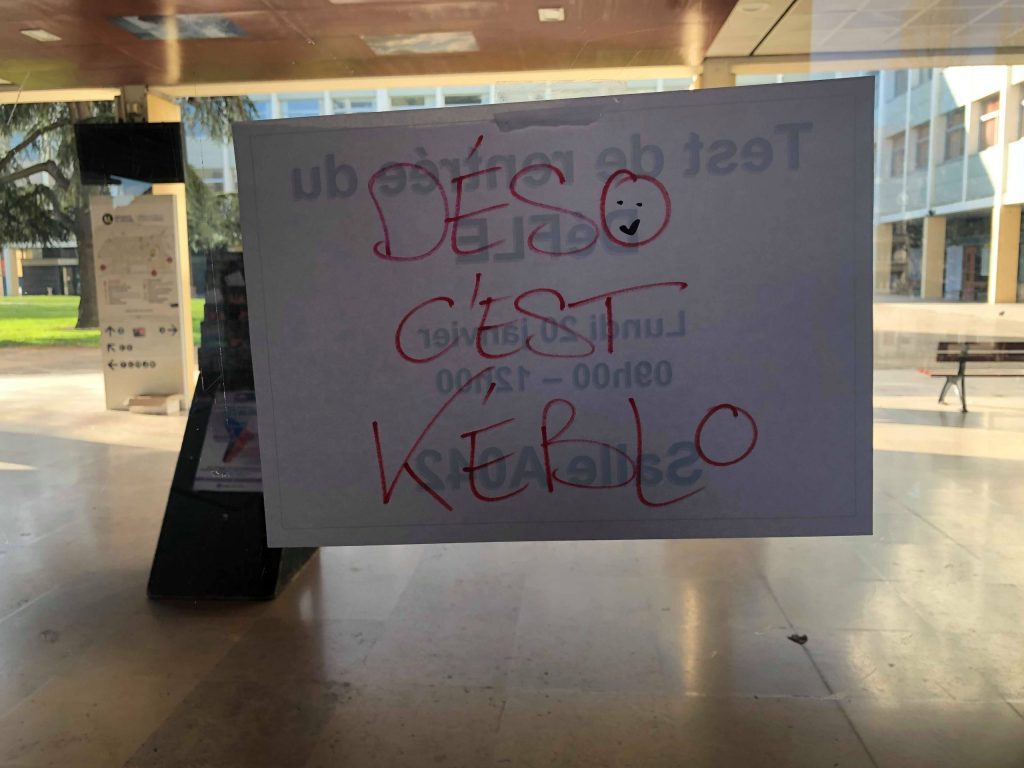 DÉSO
C'EST
KÉBLO
Test de rentrée du
DeFLE
Lundi 20 janvier
09h00 – 12h00
Salle A042